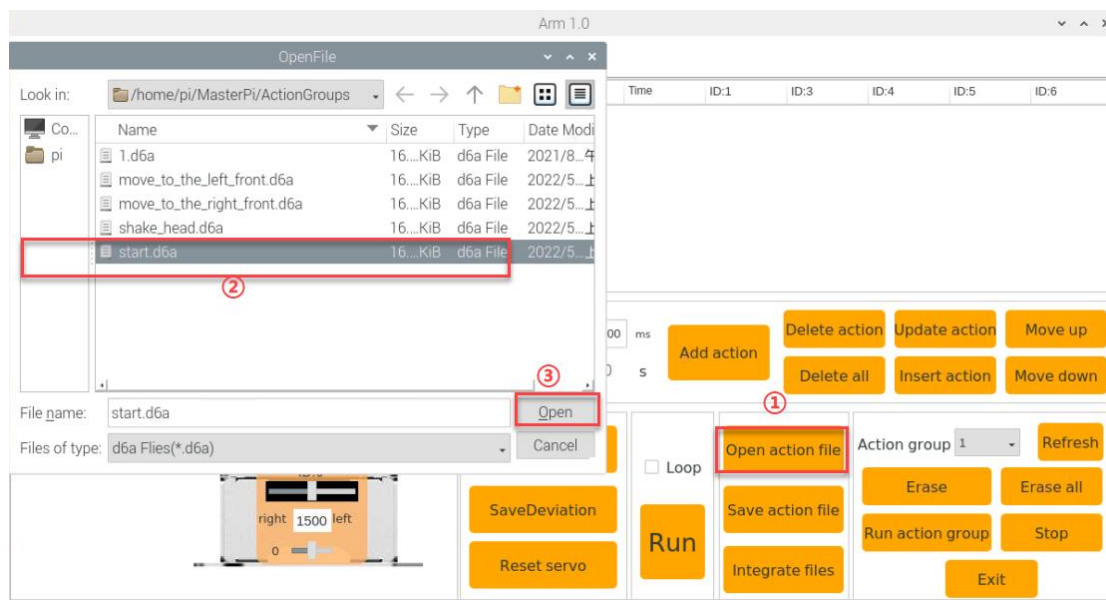 Arm 1.0
OpenFile
Look in:
/home/pi/MasterPi/ActionGroups
Time ID:1 ID:3 ID:4 ID:5 ID:6
Co...
pi
Name Size Type Date Modi
1.d6a 16....KiB d6a File 2021/8...午
move_to_the_left_front.d6a 16....KiB d6a File 2022/5...上
move_to_the_right_front.d6a 16....KiB d6a File 2022/5...上
shake_head.d6a 16....KiB d6a File 2022/5...上
start.d6a 16....KiB d6a File 2022/5...上
②
③
File name: start.d6a Open
Files of type: d6a Flies(*.d6a) Cancel
00 ms
s
Add action
Delete action Update action Move up
Delete all Insert action Move down
①
Open action file
Action group 1 Refresh
Loop
Erase Erase all
right 1500 left
0
SaveDeviation
Save action file
Run action group Stop
Run
Reset servo
Integrate files
Exit